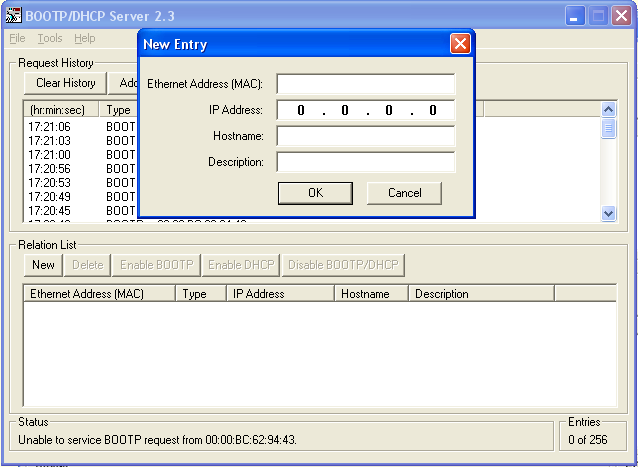 BOOTP/DHCP Server 2.3
File Tools Help
New Entry
Ethernet Address (MAC):
IP Address: 0 . 0 . 0 . 0
Hostname:
Description:
OK Cancel
Request History
Clear History Add
(hr:min:sec) Type
17:21:06 BOOT
17:21:03 BOOT
17:21:00 BOOT
17:20:56 BOOT
17:20:53 BOOT
17:20:49 BOOT
17:20:45 BOOT
Relation List
New Delete Enable BOOTP Enable DHCP Disable BOOTP/DHCP
Ethernet Address (MAC) Type IP Address Hostname Description
Status
Unable to service BOOTP request from 00:00:BC:62:94:43.
Entries
0 of 256